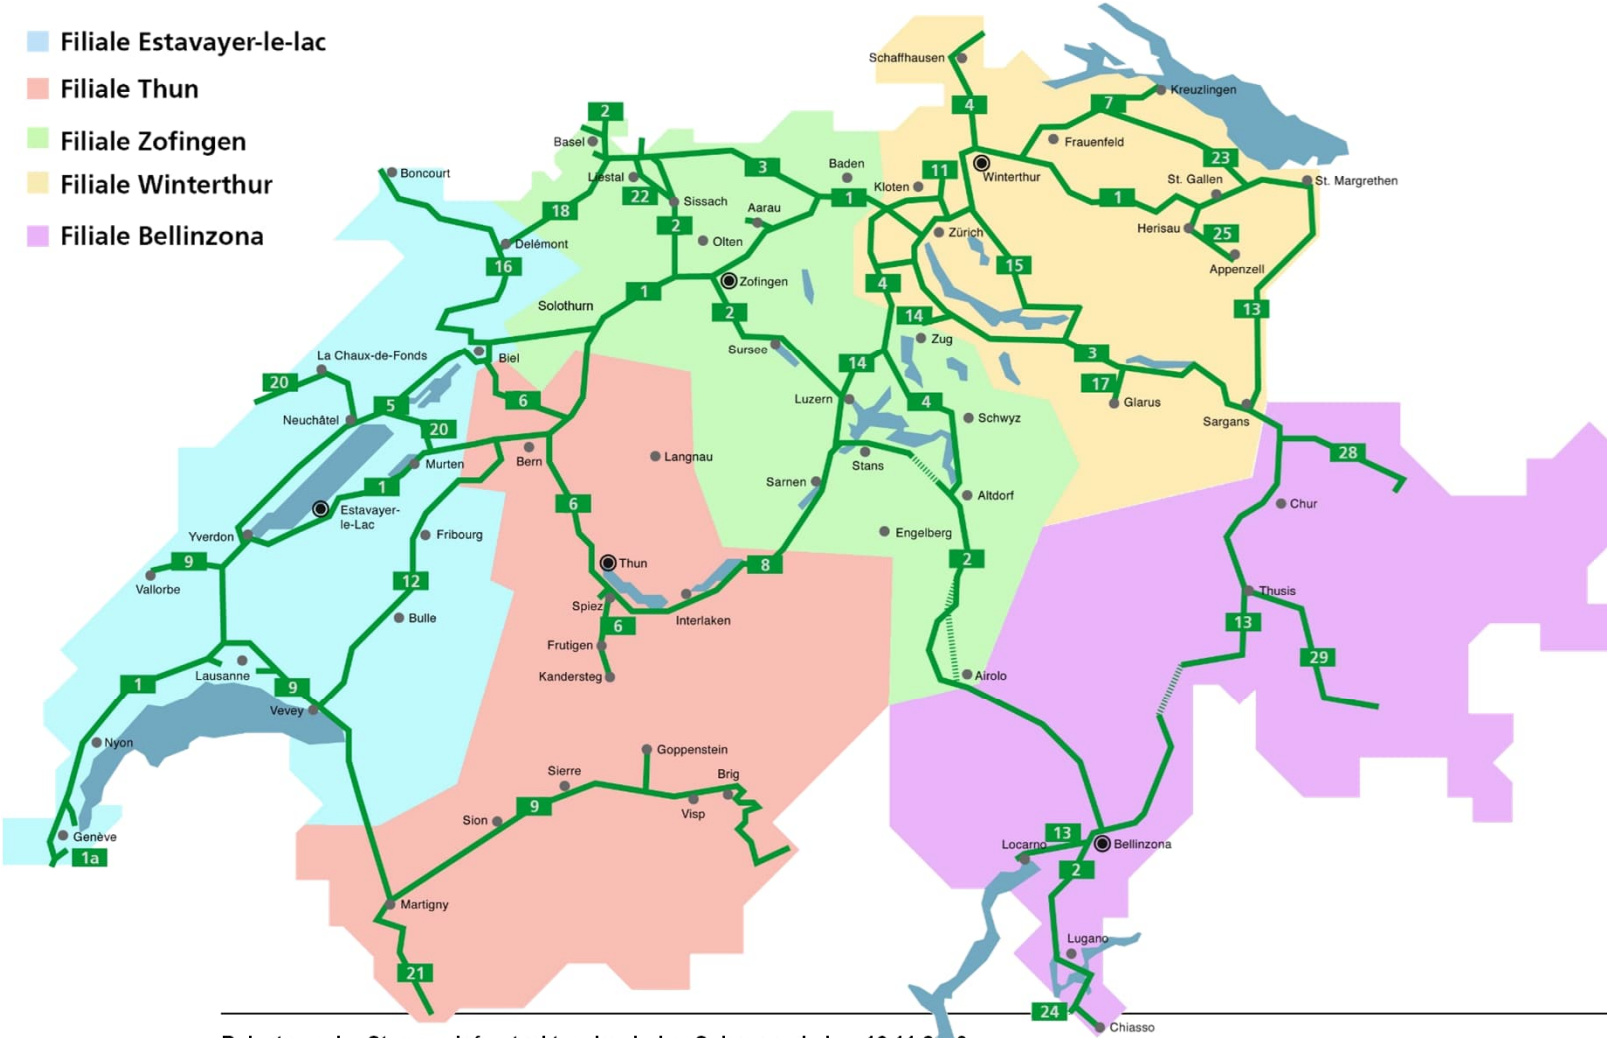 Filiale Estavayer-le-lac
Filiale Thun
Filiale Zofingen
Filiale Winterthur
Filiale Bellinzona
Schaffhausen
4
7
Kreuzlingen
2
Basel
Frauenfeld
23
Boncourt
Liestal
22
3
Baden
11
Kloten
Winterthur
St. Gallen
St. Margrethen
18
Sissach
Aarau
1
1
2
Olten
Zürich
Herisau
25
Delémont
16
Appenzell
15
Zofingen
1
4
Solothurn
2
14
13
Zug
Sursee
La Chaux-de-Fonds
Biel
3
14
20
17
5
6
Luzern
4
Glarus
Neuchâtel
20
Schwyz
Sargans
Murten
Bern
Langnau
Stans
28
1
Sarnen
Altdorf
Estavayer-
le-Lac
6
Chur
Yverdon
Fribourg
Engelberg
9
Thun
8
2
Vallorbe
12
Spiez
Thusis
Bulle
6
Interlaken
13
Frutigen
29
Lausanne
Kandersteg
Airolo
1
9
Vevey
Nyon
Goppenstein
Sierre
Brig
9
Visp
Sion
Genève
1a
13
Locarno
Bellinzona
2
Martigny
Lugano
21
24
Chiasso